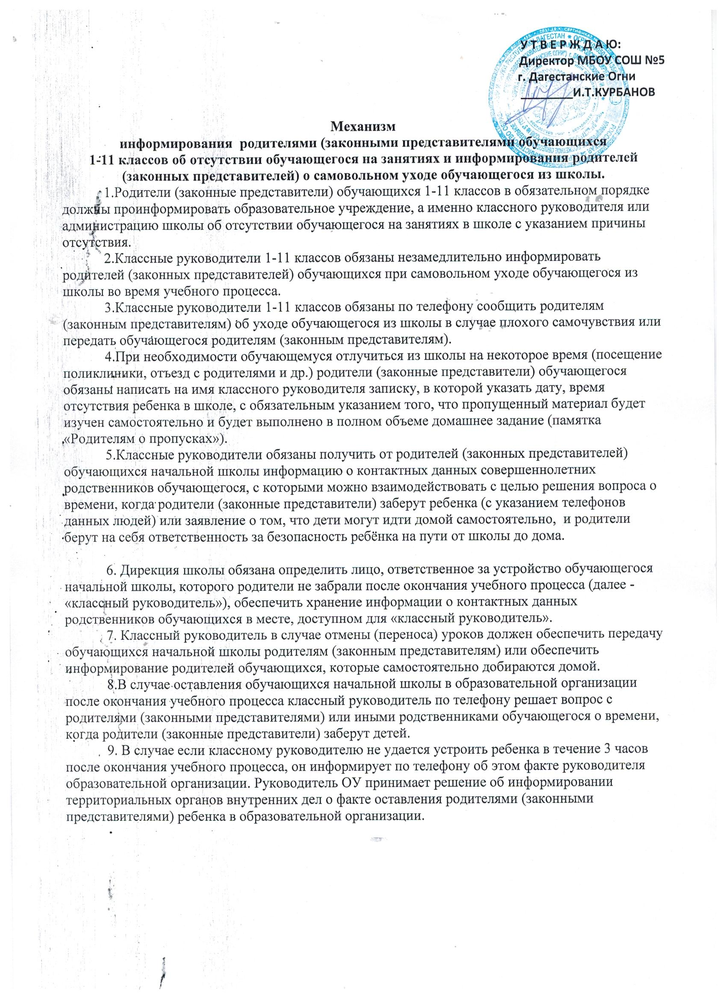 У Т В Е Р Ж Д А Ю:
Директор МБОУ СОШ №5
г. Дагестанские Огни
________И.Т.КУРБАНОВ
Механизм
информирования родителями (законными представителями обучающихся
1-11 классов об отсутствии обучающегося на занятиях и информирования родителей
(законных представителей) о самовольном уходе обучающегося из школы.
1.Родители (законные представители) обучающихся 1-11 классов в обязательном порядке
должны проинформировать образовательное учреждение, а именно классного руководителя или
администрацию школы об отсутствии обучающегося на занятиях в школе с указанием причины
отсутствия.
2.Классные руководители 1-11 классов обязаны незамедлительно информировать
родителей (законных представителей) обучающихся при самовольном уходе обучающегося из
школы во время учебного процесса.
3.Классные руководители 1-11 классов обязаны по телефону сообщить родителям
(законным представителям) об уходе обучающегося из школы в случае плохого самочувствия или
передать обучающегося родителям (законным представителям).
4.При необходимости обучающемуся отлучиться из школы на некоторое время (посещение
поликлиники, отъезд с родителями и др.) родители (законные представители) обучающегося
обязаны написать на имя классного руководителя записку, в которой указать дату, время
отсутствия ребенка в школе, с обязательным указанием того, что пропущенный материал будет
изучен самостоятельно и будет выполнено в полном объеме домашнее задание (памятка
«Родителям о пропусках»).
5.Классные руководители обязаны получить от родителей (законных представителей)
обучающихся начальной школы информацию о контактных данных совершеннолетних
родственников обучающегося, с которыми можно взаимодействовать с целью решения вопроса о
времени, когда родители (законные представители) заберут ребенка (с указанием телефонов
данных людей) или заявление о том, что дети могут идти домой самостоятельно, и родители
берут на себя ответственность за безопасность ребёнка на пути от школы до дома.
6. Дирекция школы обязана определить лицо, ответственное за устройство обучающегося
начальной школы, которого родители не забрали после окончания учебного процесса (далее -
«классный руководитель»), обеспечить хранение информации о контактных данных
родственников обучающихся в месте, доступном для «классный руководитель».
7. Классный руководитель в случае отмены (переноса) уроков должен обеспечить передачу
обучающихся начальной школы родителям (законным представителям) или обеспечить
информирование родителей обучающихся, которые самостоятельно добираются домой.
8.В случае оставления обучающихся начальной школы в образовательной организации
после окончания учебного процесса классный руководитель по телефону решает вопрос с
родителями (законными представителями) или иными родственниками обучающегося о времени,
когда родители (законные представители) заберут детей.
9. В случае если классному руководителю не удается устроить ребенка в течение 3 часов
после окончания учебного процесса, он информирует по телефону об этом факте руководителя
образовательной организации. Руководитель ОУ принимает решение об информировании
территориальных органов внутренних дел о факте оставления родителями (законными
представителями) ребенка в образовательной организации.